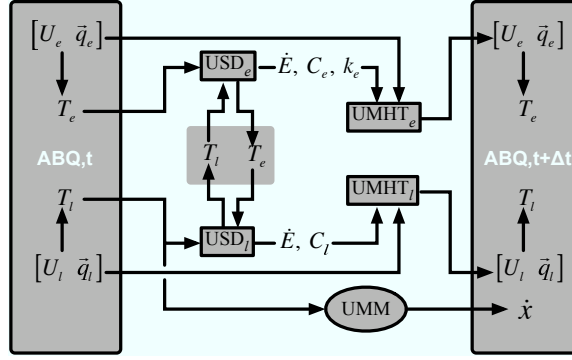 [U_e q⃗_e]
T_e
ABQ,t
T_l
[U_l q⃗_l]
USD_e
Ė, C_e, k_e
UMHT_e
T_l T_e
UMHT_l
USD_l
Ė, C_l
UMM
[U_e q⃗_e]
T_e
ABQ,t+Δt
T_l
[U_l q⃗_l]
ẋ